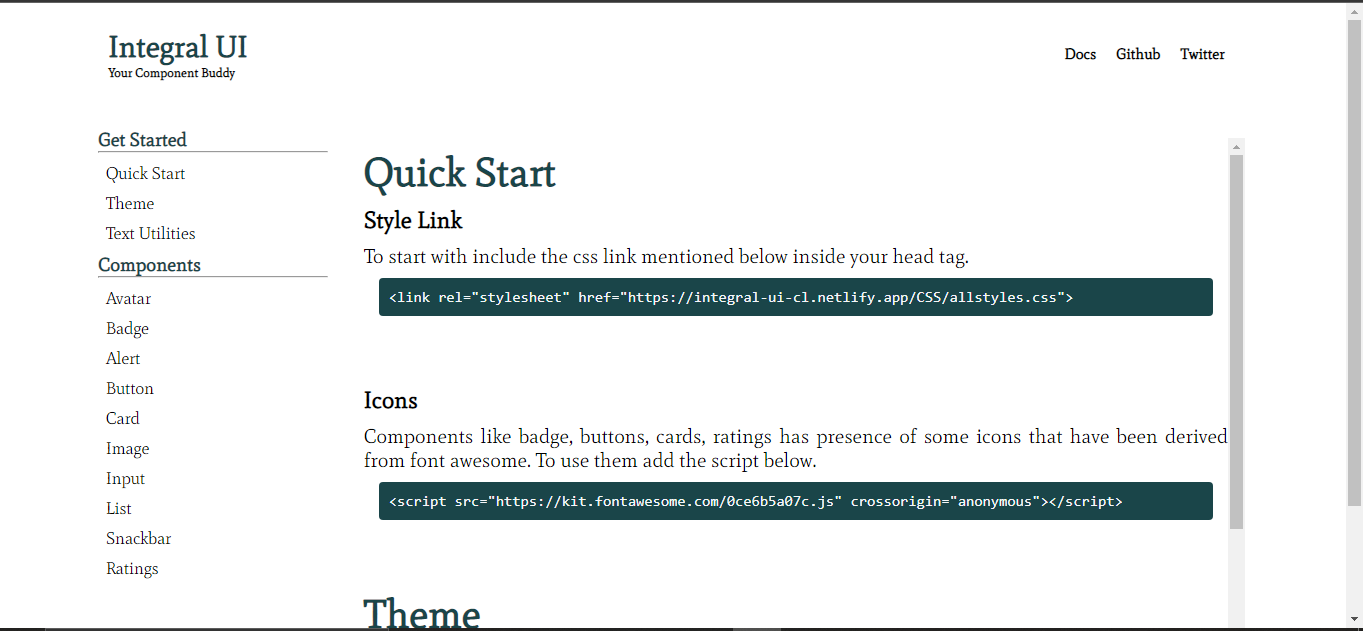 Integral UI
Your Component Buddy
Docs Github Twitter
Get Started
Quick Start
Theme
Text Utilities
Components
Avatar
Badge
Alert
Button
Card
Image
Input
List
Snackbar
Ratings
Quick Start
Style Link
To start with include the css link mentioned below inside your head tag.
<link rel="stylesheet" href="https://integral-ui-cl.netlify.app/CSS/allstyles.css">
Icons
Components like badge, buttons, cards, ratings has presence of some icons that have been derived
from font awesome. To use them add the script below.
<script src="https://kit.fontawesome.com/0ce6b5a07c.js" crossorigin="anonymous"></script>
Theme